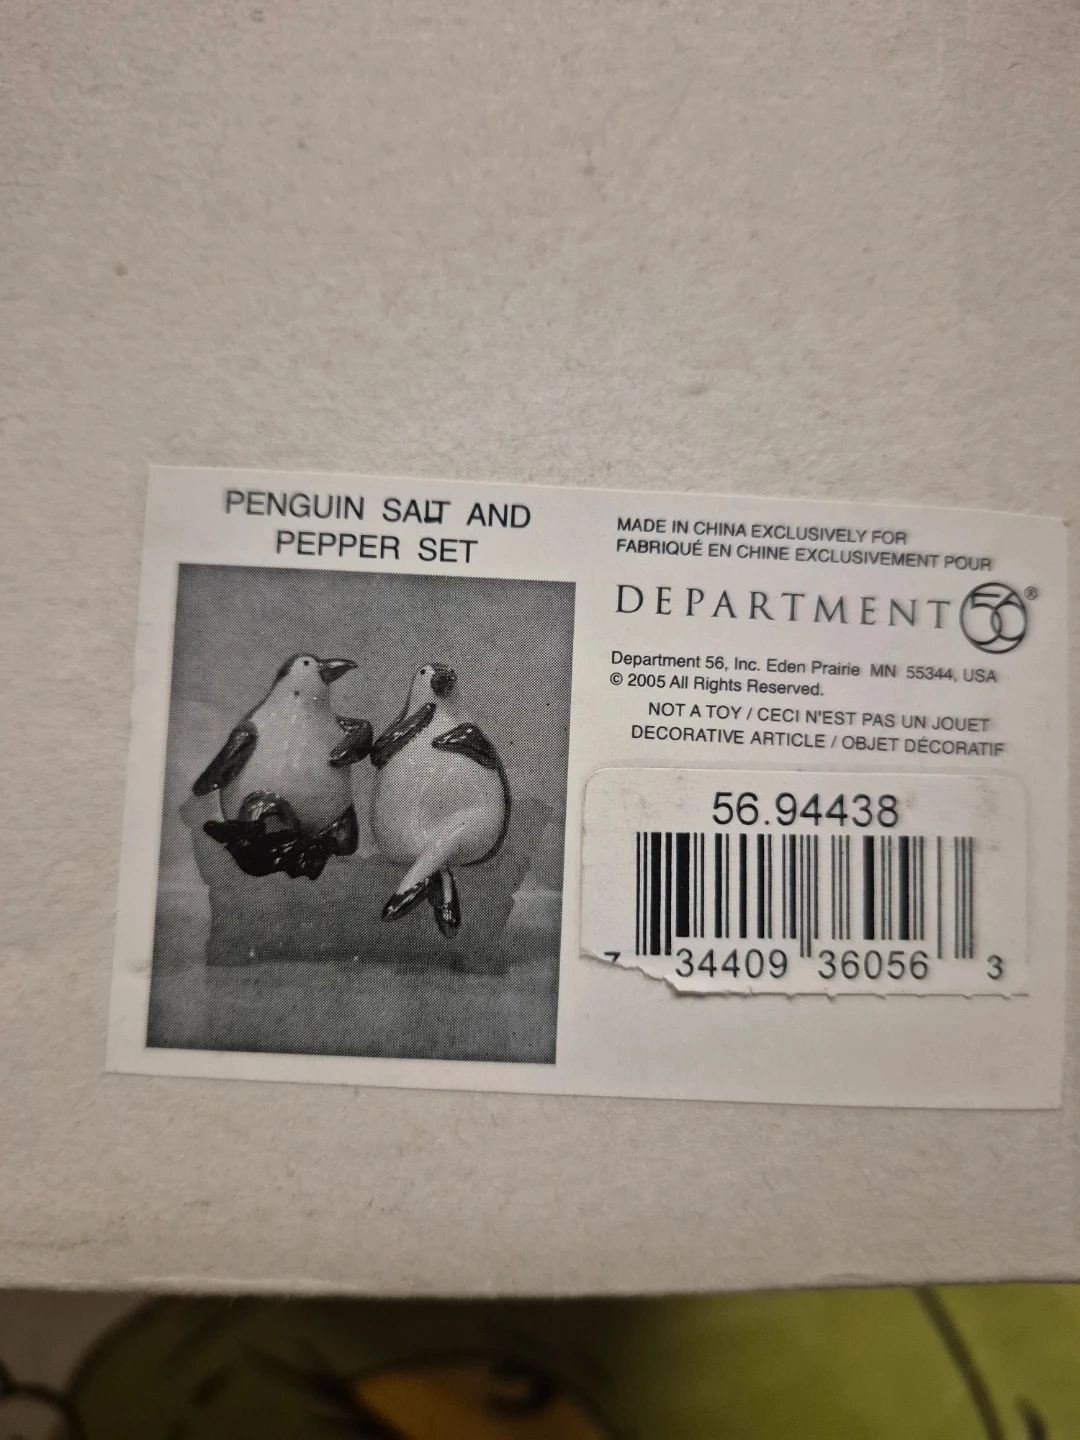 PENGUIN SALT AND
PEPPER SET
MADE IN CHINA EXCLUSIVELY FOR
FABRIQUÉ EN CHINE EXCLUSIVEMENT POUR
DEPARTMENT 56®
Department 56, Inc. Eden Prairie MN 55344, USA
© 2005 All Rights Reserved.
NOT A TOY / CECI N'EST PAS UN JOUET
DECORATIVE ARTICLE / OBJET DÉCORATIF
56.94438
7 34409 36056 3